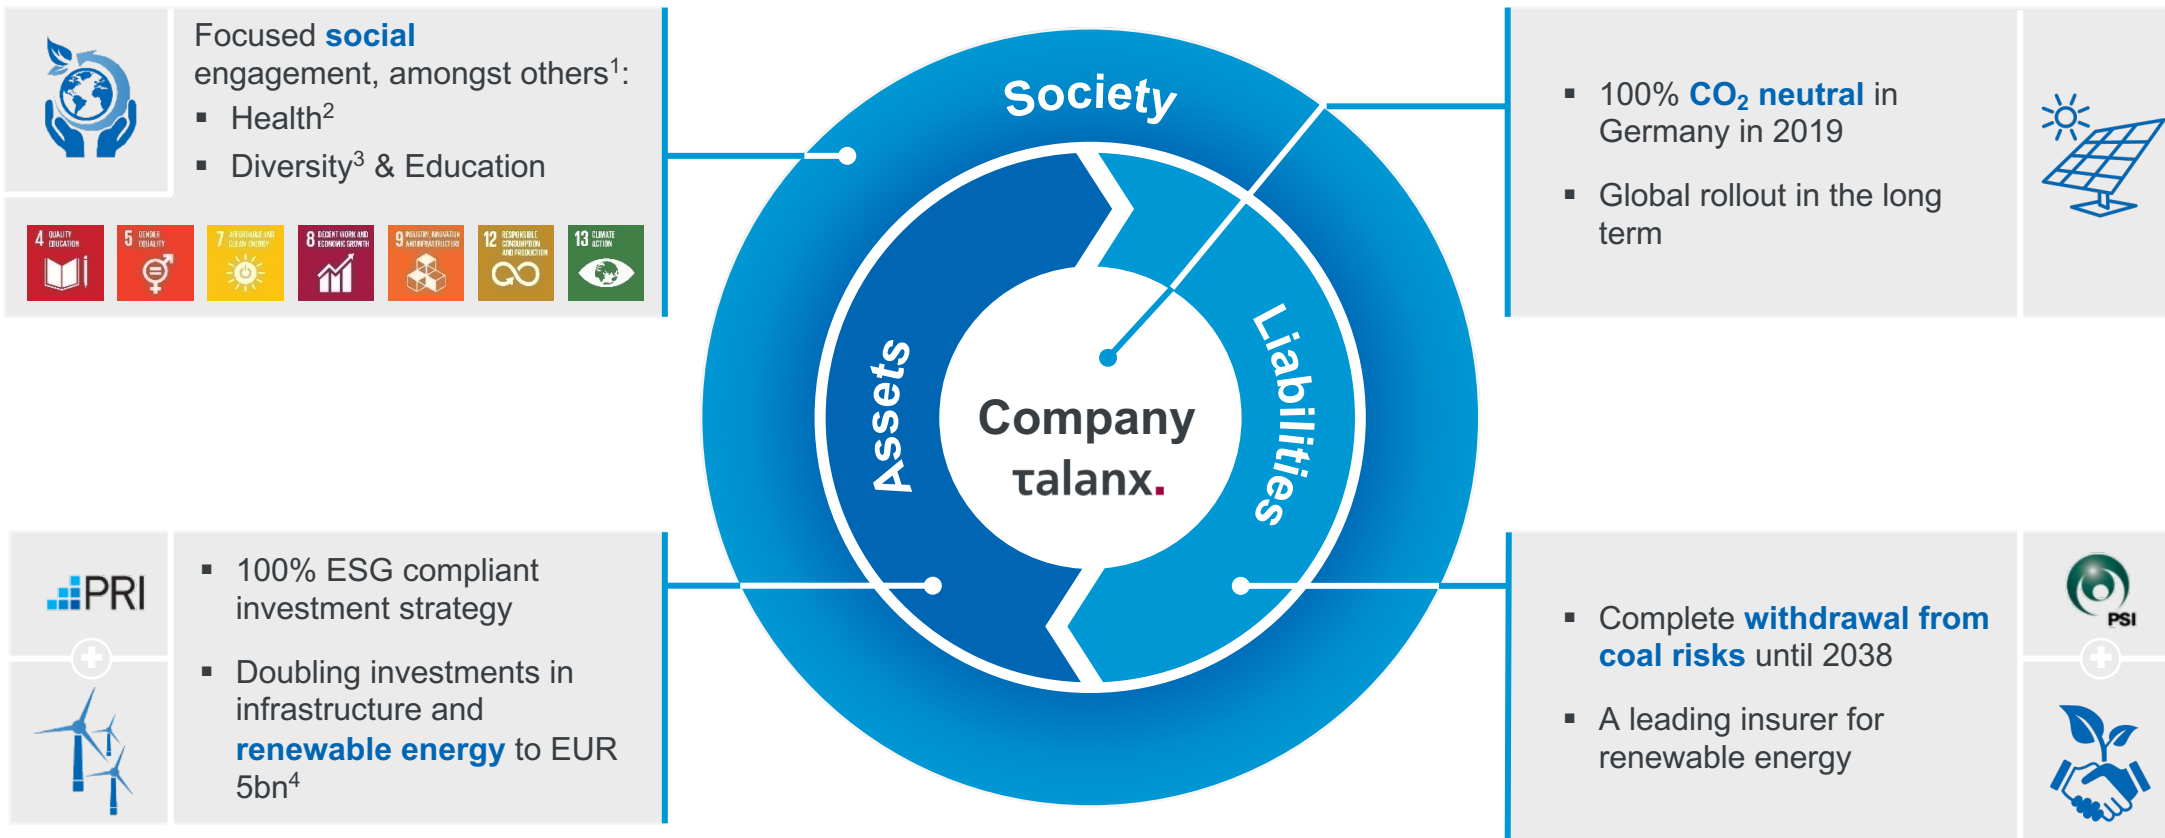 Focused social
engagement, amongst others¹:
▪ Health²
▪ Diversity³ & Education
4 QUALITY
EDUCATION
5 GENDER
EQUALITY
7 AFFORDABLE AND
CLEAN ENERGY
8 DECENT WORK AND
ECONOMIC GROWTH
9 INDUSTRY, INNOVATION
AND INFRASTRUCTURE
12 RESPONSIBLE
CONSUMPTION
AND PRODUCTION
13 CLIMATE
ACTION
Society
Assets
Liabilities
Company
τalanx.
▪ 100% CO₂ neutral in
Germany in 2019
▪ Global rollout in the long
term
PRI
▪ 100% ESG compliant
investment strategy
▪ Doubling investments in
infrastructure and
renewable energy to EUR
5bn⁴
▪ Complete withdrawal from
coal risks until 2038
▪ A leading insurer for
renewable energy
PSI